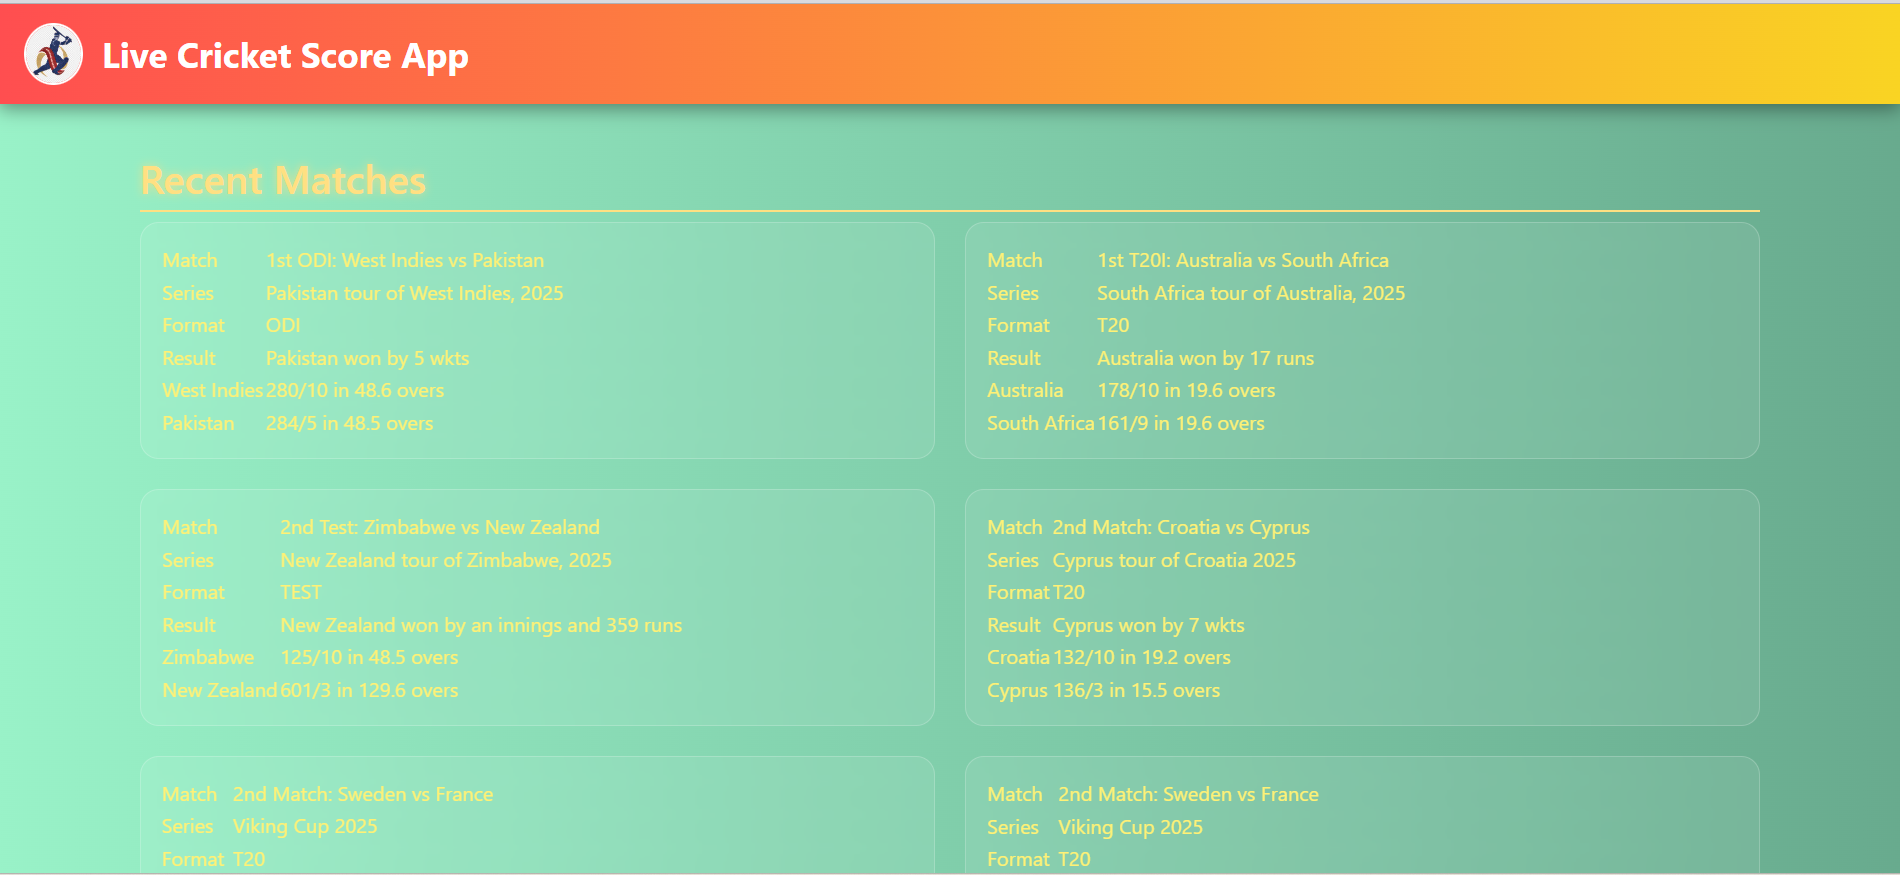 Live Cricket Score App
Recent Matches
Match 1st ODI: West Indies vs Pakistan
Series Pakistan tour of West Indies, 2025
Format ODI
Result Pakistan won by 5 wkts
West Indies 280/10 in 48.6 overs
Pakistan 284/5 in 48.5 overs
Match 1st T20I: Australia vs South Africa
Series South Africa tour of Australia, 2025
Format T20
Result Australia won by 17 runs
Australia 178/10 in 19.6 overs
South Africa 161/9 in 19.6 overs
Match 2nd Test: Zimbabwe vs New Zealand
Series New Zealand tour of Zimbabwe, 2025
Format TEST
Result New Zealand won by an innings and 359 runs
Zimbabwe 125/10 in 48.5 overs
New Zealand 601/3 in 129.6 overs
Match 2nd Match: Croatia vs Cyprus
Series Cyprus tour of Croatia 2025
Format T20
Result Cyprus won by 7 wkts
Croatia 132/10 in 19.2 overs
Cyprus 136/3 in 15.5 overs
Match 2nd Match: Sweden vs France
Series Viking Cup 2025
Format T20
Match 2nd Match: Sweden vs France
Series Viking Cup 2025
Format T20